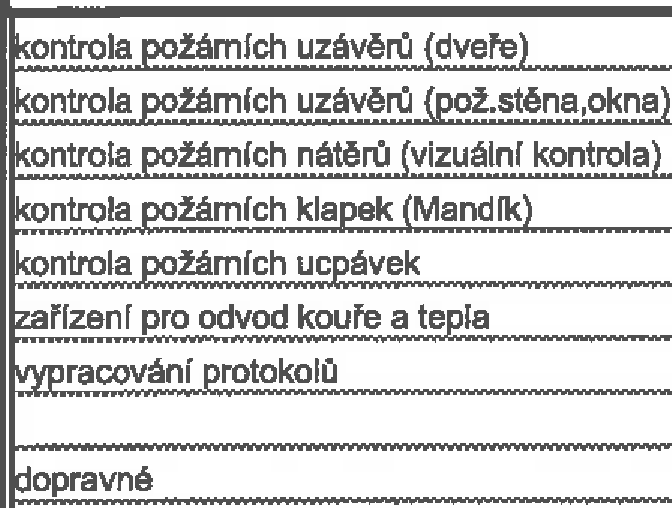 kontrola požárních uzávěrů (dveře)
kontrola požárních uzávěrů (pož.stěna,okna)
kontrola požárních nátěrů (vizuální kontrola)
kontrola požárních klapek (Mandík)
kontrola požárních ucpávek
zařízení pro odvod kouře a tepla
vypracování protokolů
dopravné